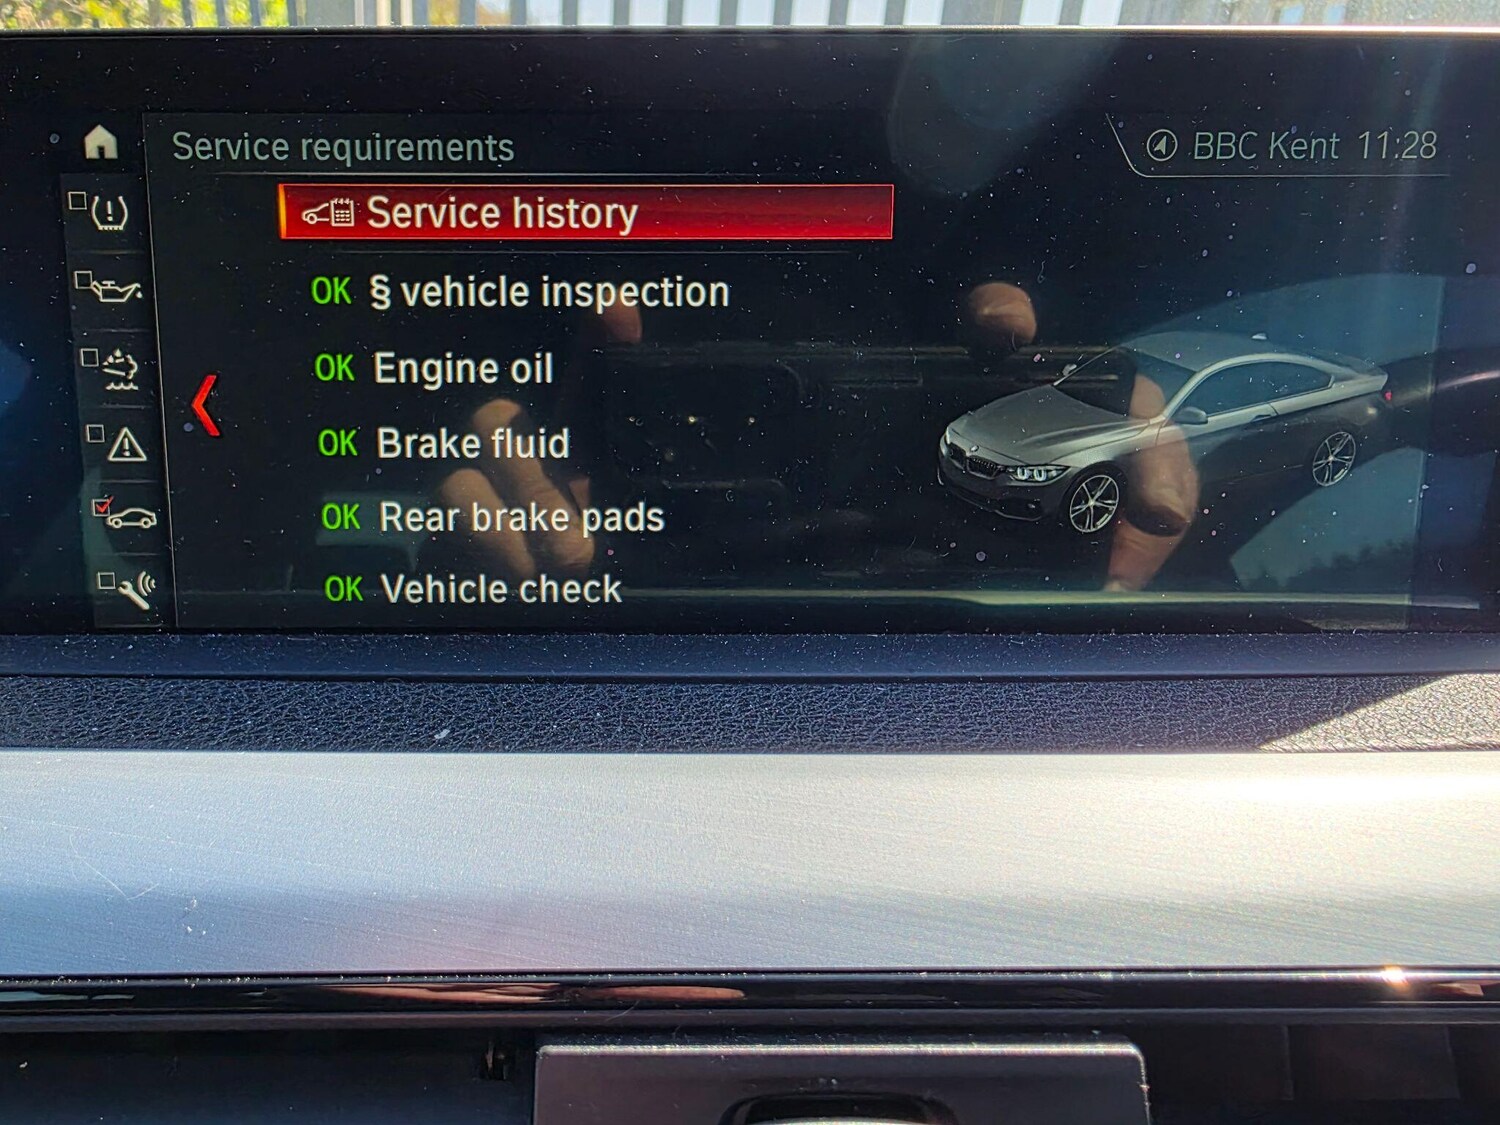 Service requirements
BBC Kent 11:28
Service history
OK § vehicle inspection
OK Engine oil
OK Brake fluid
OK Rear brake pads
OK Vehicle check